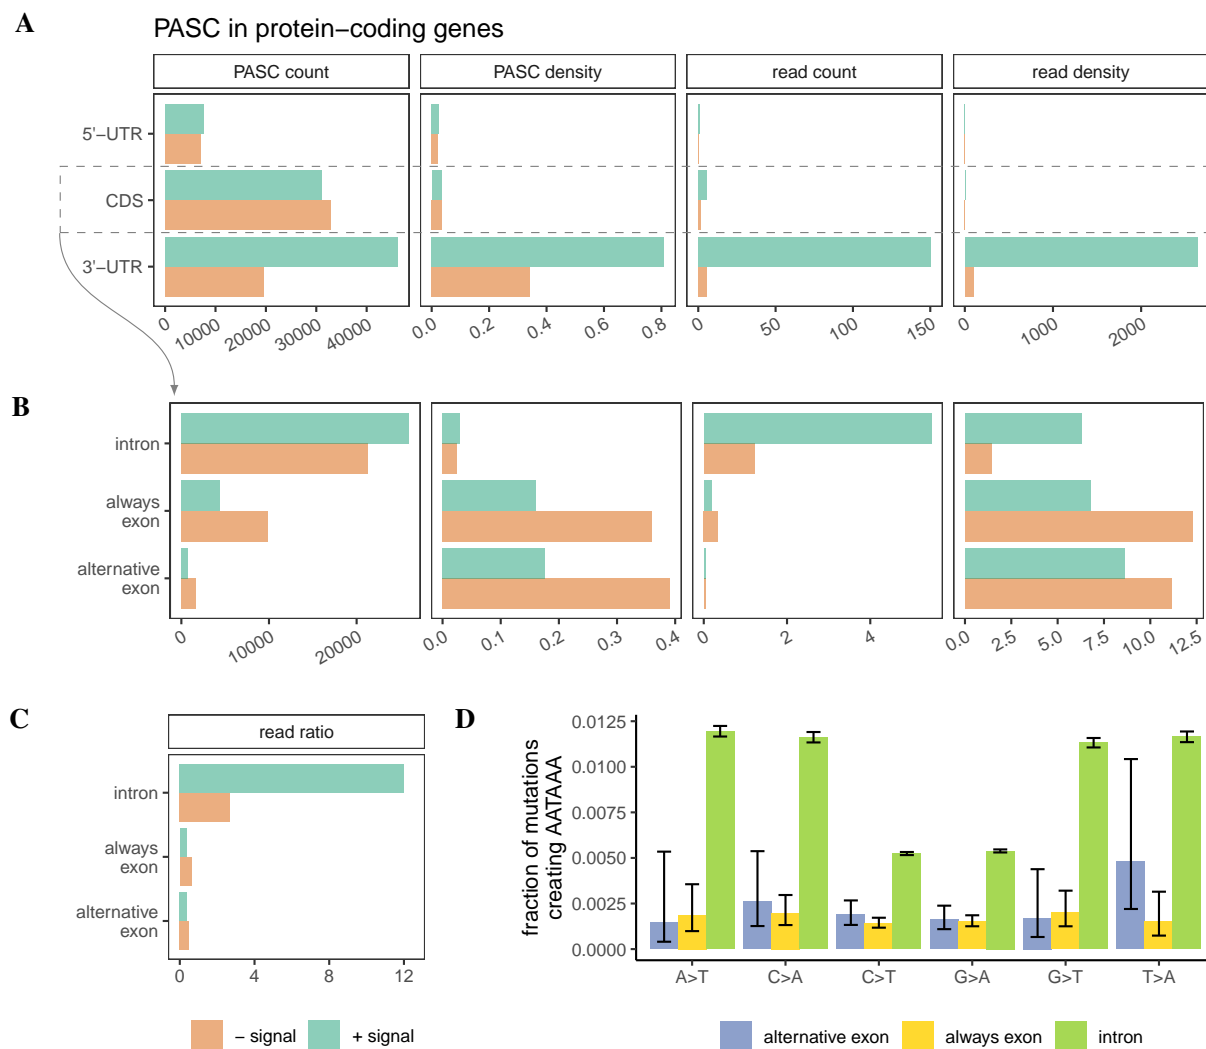 A
PASC in protein−coding genes
PASC count
PASC density
read count
read density
5'−UTR
CDS
3'−UTR
0
10000
20000
30000
40000
0.0
0.2
0.4
0.6
0.8
0
50
100
150
0
1000
2000
B
intron
always
exon
alternative
exon
0
10000
20000
0.0
0.1
0.2
0.3
0.4
0
2
4
0.0
2.5
5.0
7.5
10.0
12.5
C
read ratio
intron
always
exon
alternative
exon
0
4
8
12
− signal
+ signal
D
fraction of mutations
creating AATAAA
0.0125
0.0100
0.0075
0.0050
0.0025
0.0000
A>T
C>A
C>T
G>A
G>T
T>A
alternative exon
always exon
intron